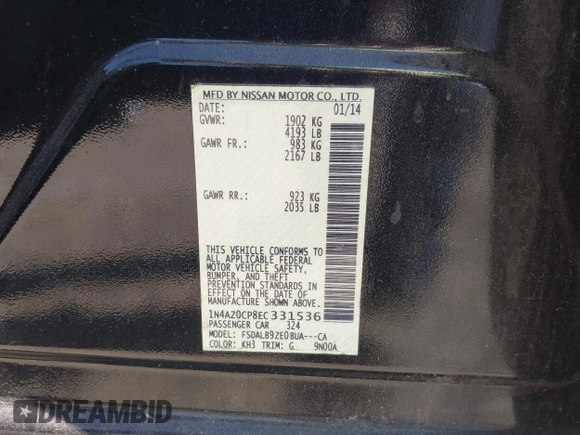 MFD BY NISSAN MOTOR CO., LTD.
DATE: 01/14
GVWR: 1902 KG
4193 LB
GAWR FR.: 983 KG
2167 LB
GAWR RR.: 923 KG
2035 LB
THIS VEHICLE CONFORMS TO
ALL APPLICABLE FEDERAL
MOTOR VEHICLE SAFETY,
BUMPER, AND THEFT
PREVENTION STANDARDS IN
EFFECT ON THE DATE OF
MANUFACTURE SHOWN ABOVE.
1N4AZ0CP8EC331536
PASSENGER CAR 324
MODEL: FSDALB9ZE0BUA---CA
COLOR: KH3 TRIM: G 9N00A
DREAMBID